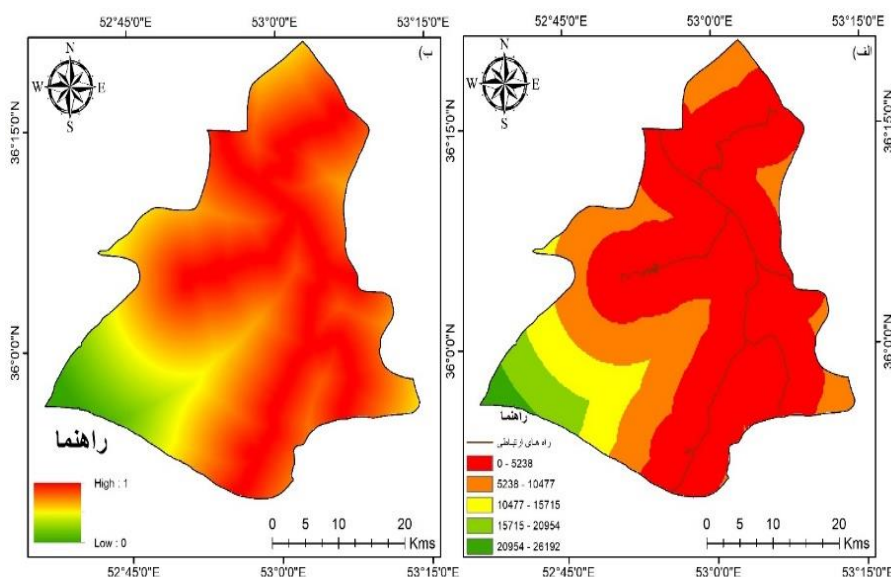 52°45'0"E 53°0'0"E 53°15'0"E
ب)
N
W E
S
36°15'0"N
36°0'0"N
راهنما
High : 1
Low : 0
0 5 10 20
Kms
52°45'0"E 53°0'0"E 53°15'0"E
52°45'0"E 53°0'0"E 53°15'0"E
الف)
N
W E
S
36°15'0"N
36°15'0"N
36°0'0"N
36°0'0"N
راهنما
راه های ارتباطی
0 - 5238
5238 - 10477
10477 - 15715
15715 - 20954
20954 - 26192
0 5 10 20
Kms
52°45'0"E 53°0'0"E 53°15'0"E